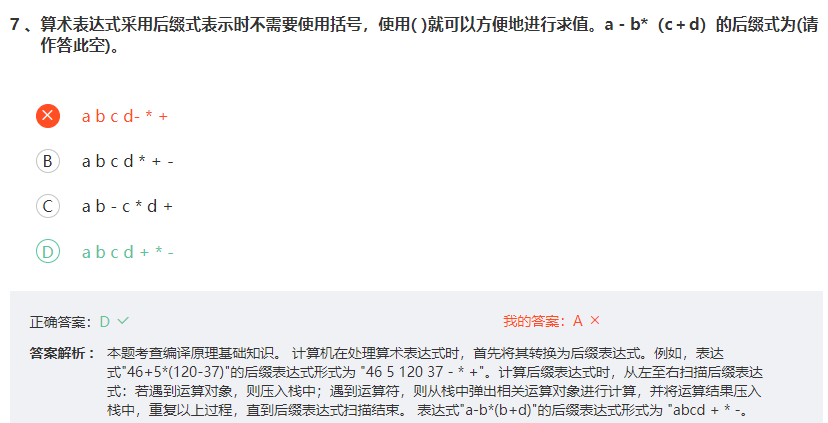 7 、算术表达式采用后缀式表示时不需要使用括号，使用( )就可以方便地进行求值。a - b*（c + d）的后缀式为(请
作答此空)。
a b c d- * +
B a b c d * + -
C a b - c * d +
D a b c d + * -
正确答案：D 我的答案：A
答案解析： 本题考查编译原理基础知识。 计算机在处理算术表达式时，首先将其转换为后缀表达式。例如，表达
式"46+5*(120-37)"的后缀表达式形式为 "46 5 120 37 - * +"。计算后缀表达式时，从左至右扫描后缀表达
式：若遇到运算对象，则压入栈中；遇到运算符，则从栈中弹出相关运算对象进行计算，并将运算结果压入
栈中，重复以上过程，直到后缀表达式扫描结束。 表达式"a-b*(b+d)"的后缀表达式形式为 "abcd + * -。